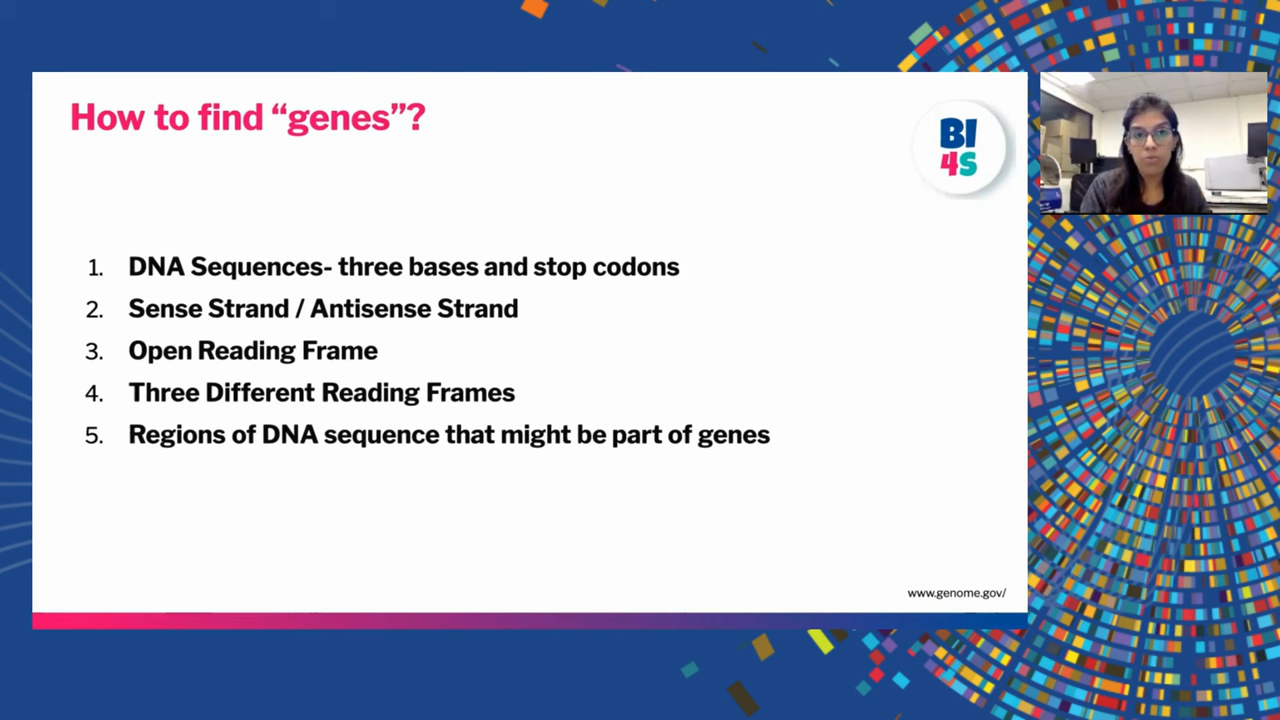 How to find “genes”?
BI
4S
1. DNA Sequences- three bases and stop codons
2. Sense Strand / Antisense Strand
3. Open Reading Frame
4. Three Different Reading Frames
5. Regions of DNA sequence that might be part of genes
www.genome.gov/